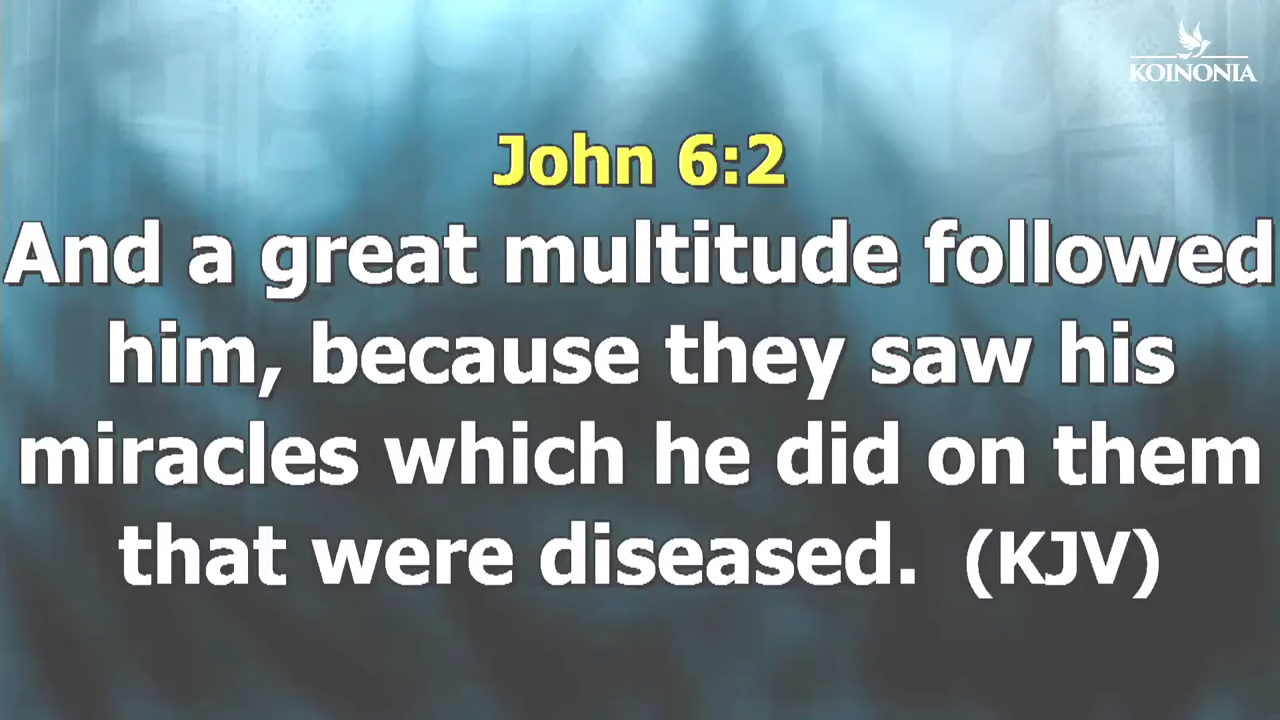 KOINONIA
John 6:2
And a great multitude followed
him, because they saw his
miracles which he did on them
that were diseased. (KJV)